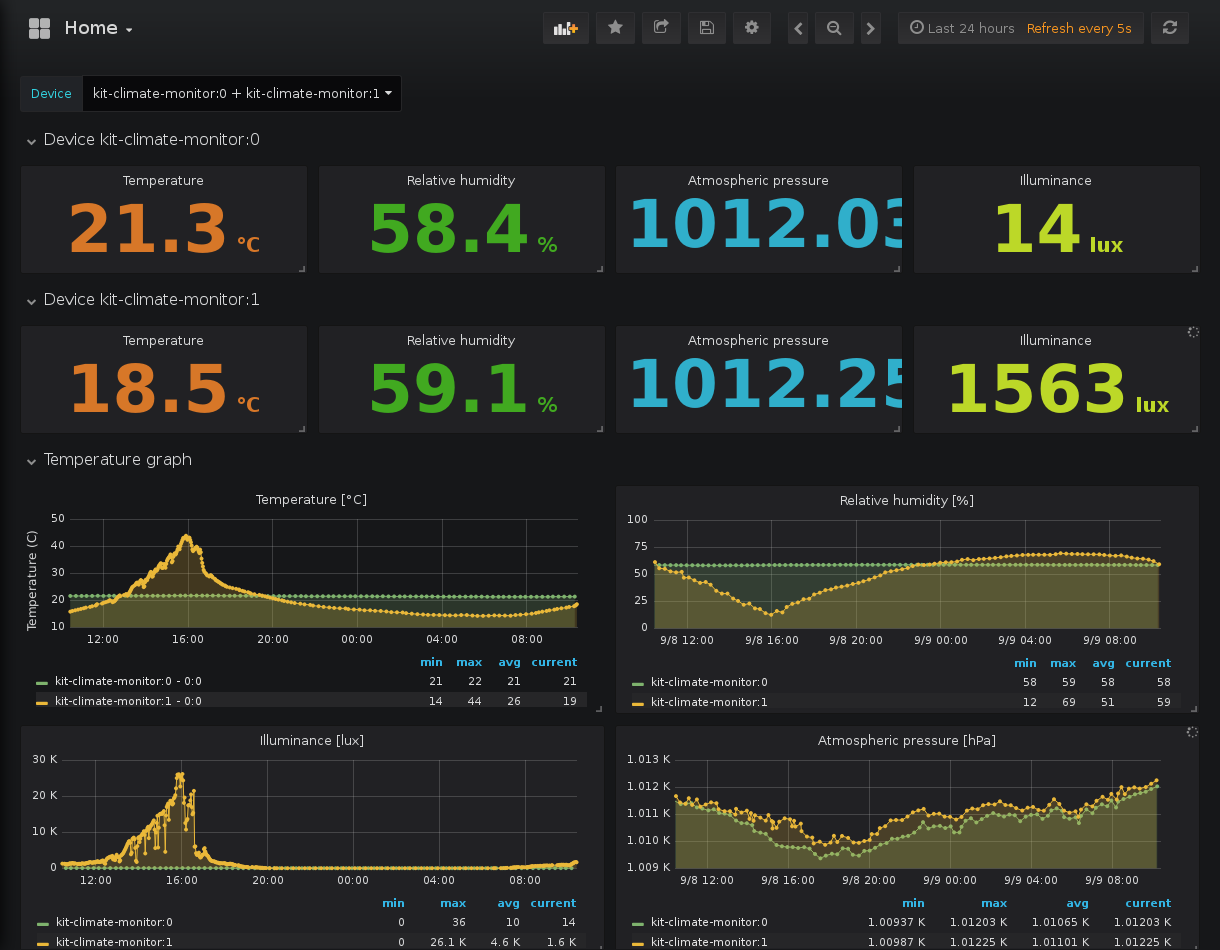 Home
Last 24 hours Refresh every 5s
Device kit-climate-monitor:0 + kit-climate-monitor:1
Device kit-climate-monitor:0
Temperature Relative humidity Atmospheric pressure Illuminance
21.3 °C 58.4 % 1012.03 14 lux
Device kit-climate-monitor:1
Temperature Relative humidity Atmospheric pressure Illuminance
18.5 °C 59.1 % 1012.25 1563 lux
Temperature graph
Temperature [°C]
Temperature (C)
50
40
30
20
10
12:00 16:00 20:00 00:00 04:00 08:00
min max avg current
kit-climate-monitor:0 - 0:0 21 22 21 21
kit-climate-monitor:1 - 0:0 14 44 26 19
Relative humidity [%]
100
75
50
25
0
9/8 12:00 9/8 16:00 9/8 20:00 9/9 00:00 9/9 04:00 9/9 08:00
min max avg current
kit-climate-monitor:0 58 59 58 58
kit-climate-monitor:1 12 69 51 59
Illuminance [lux]
30 K
20 K
10 K
0
12:00 16:00 20:00 00:00 04:00 08:00
min max avg current
kit-climate-monitor:0 0 36 10 14
kit-climate-monitor:1 0 26.1 K 4.6 K 1.6 K
Atmospheric pressure [hPa]
1.013 K
1.012 K
1.011 K
1.010 K
1.009 K
9/8 12:00 9/8 16:00 9/8 20:00 9/9 00:00 9/9 04:00 9/9 08:00
min max avg current
kit-climate-monitor:0 1.00937 K 1.01203 K 1.01065 K 1.01203 K
kit-climate-monitor:1 1.00987 K 1.01225 K 1.01101 K 1.01225 K